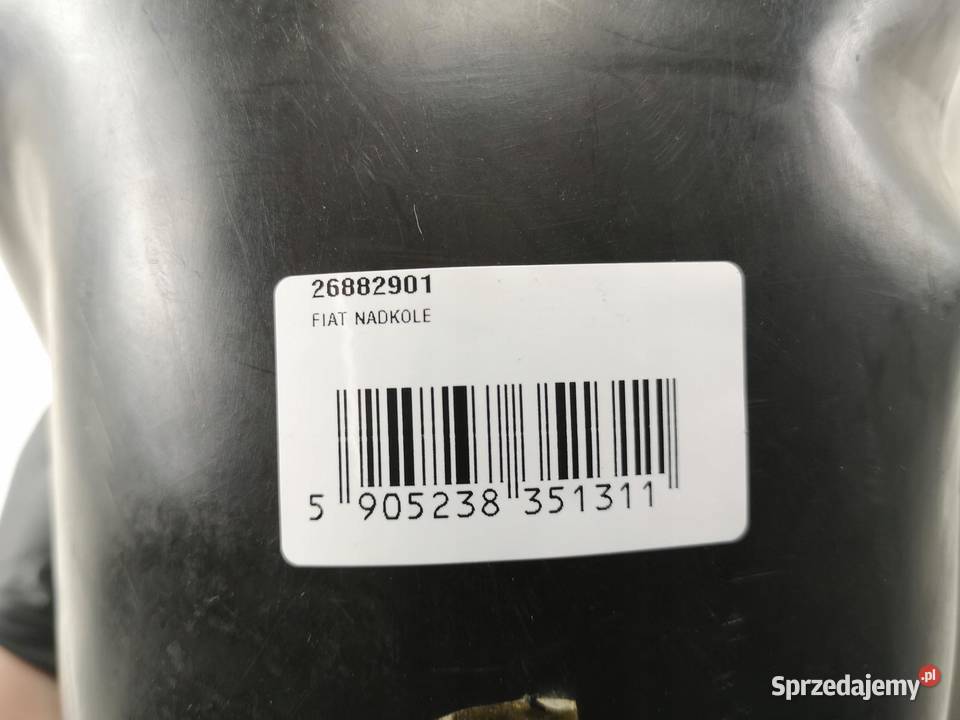 26882901
FIAT NADKOLE
5 905238 351311
Sprzedajemy.pl